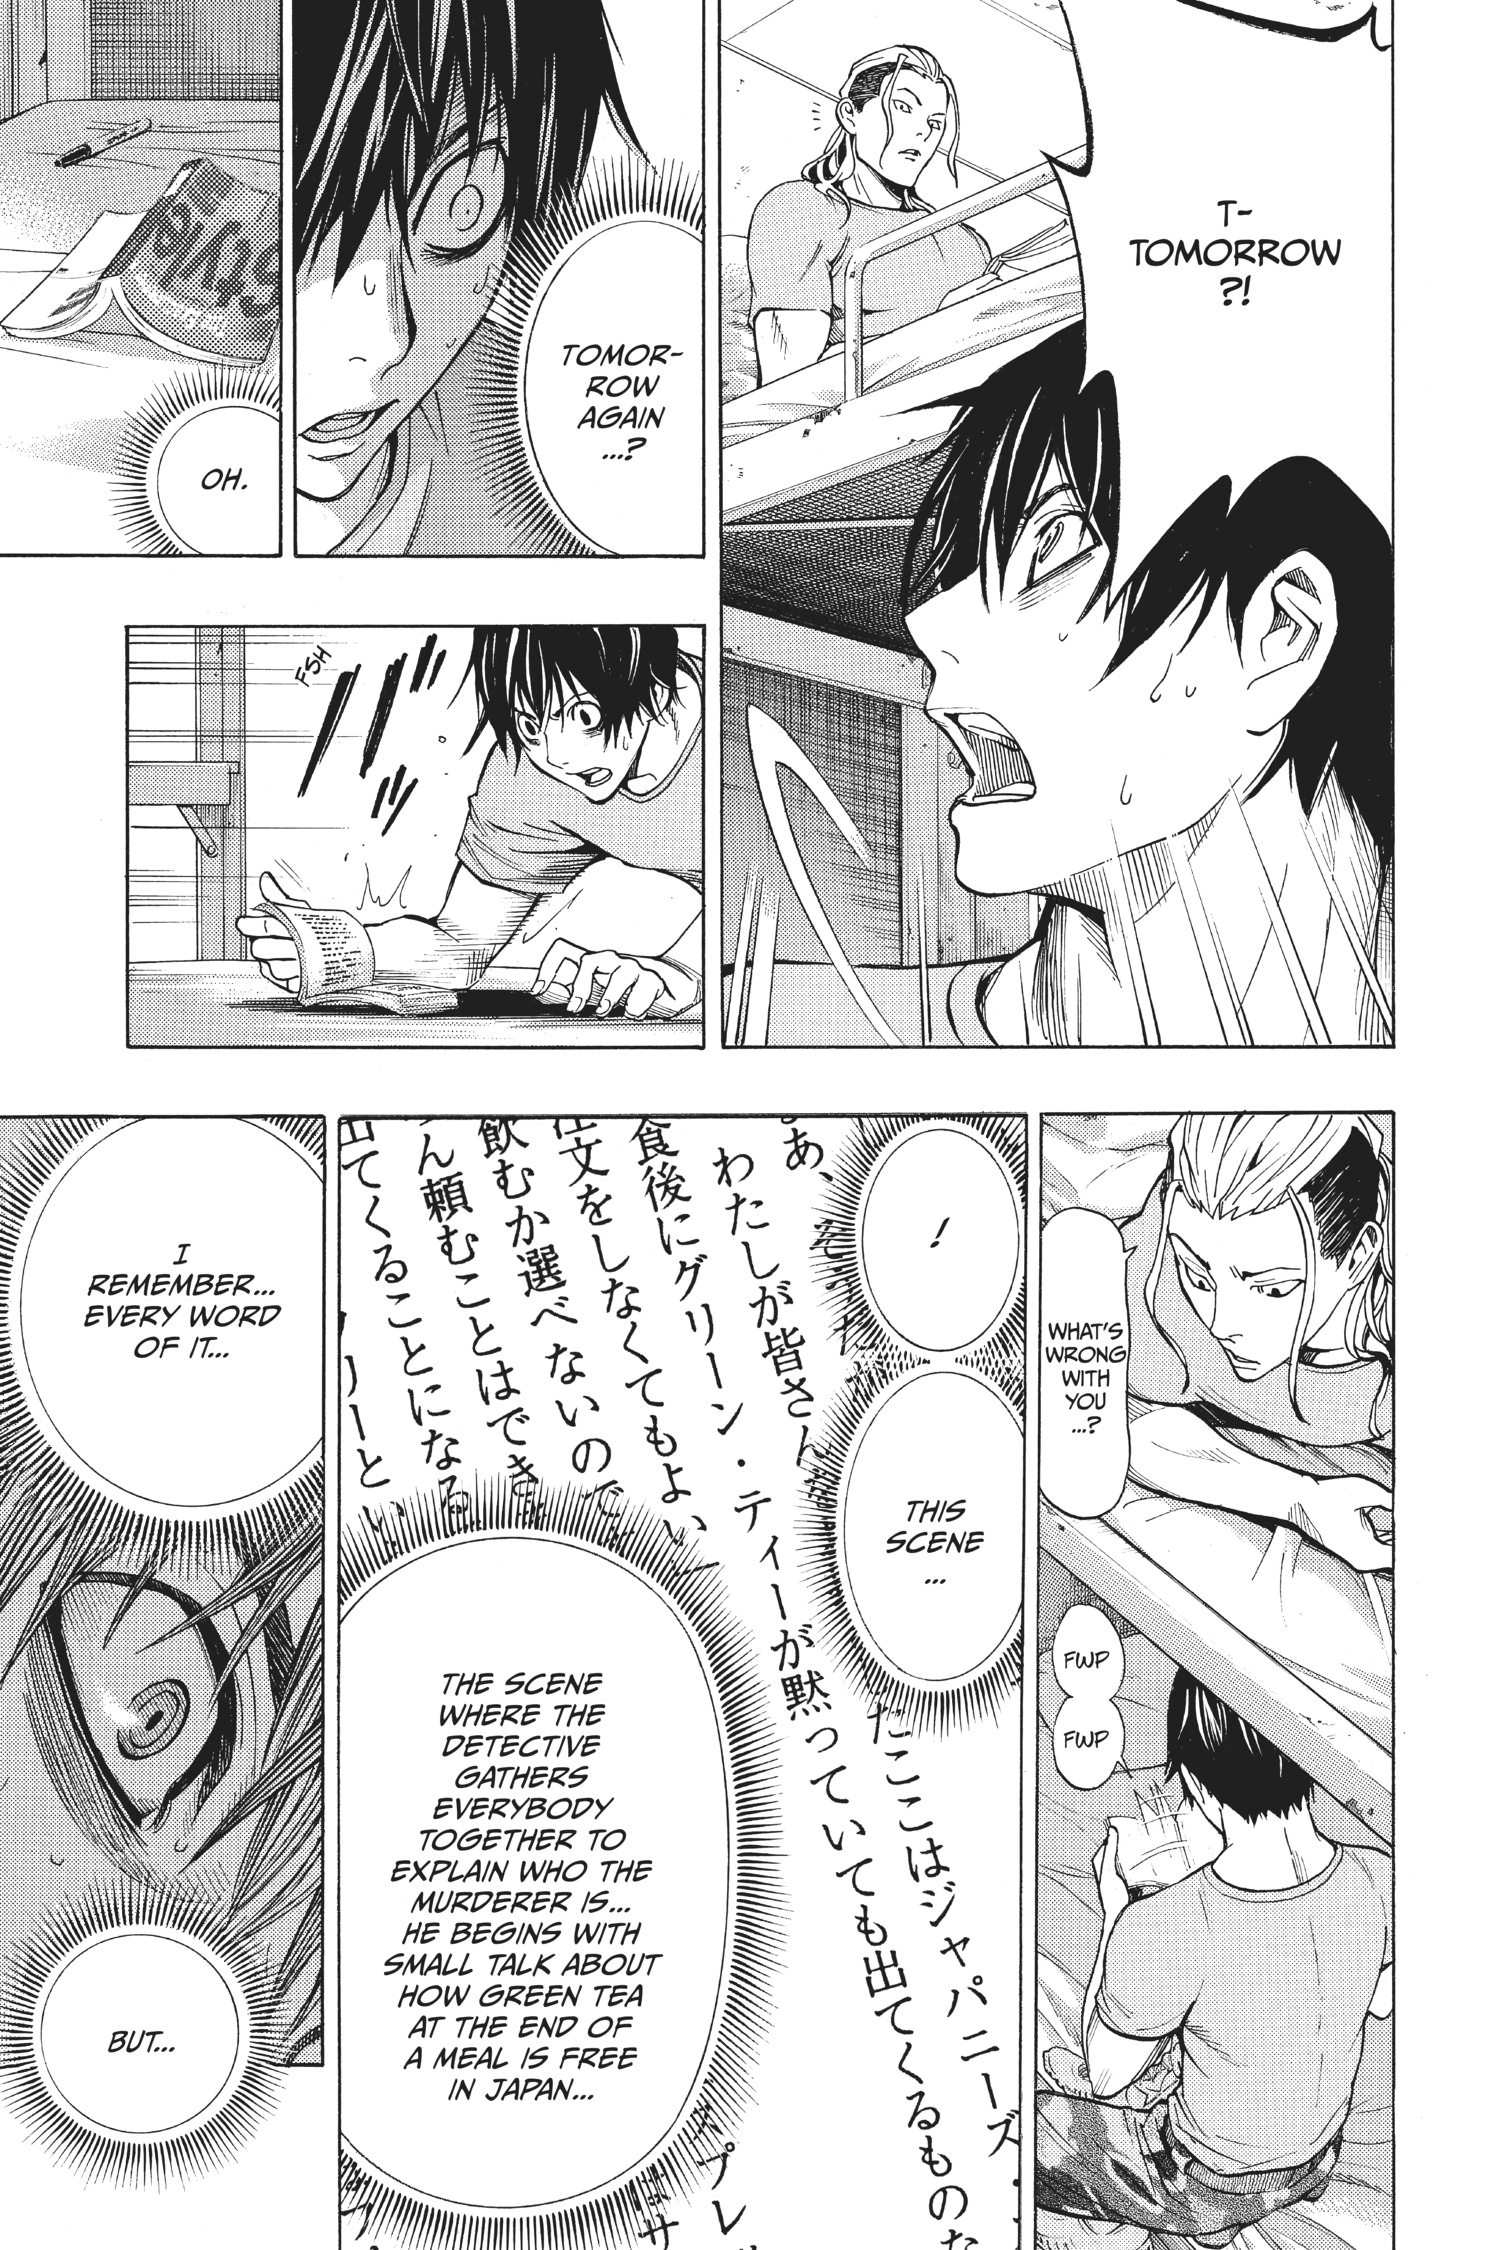 T-
TOMORROW
?!
TOMOR-
ROW
AGAIN
...?
OH.
FSH
WHAT'S
WRONG
WITH
YOU
...?
FWP
FWP
!
THIS
SCENE
...
わたしが皆さん
たここはジャパニーズ
食後にグリーン・ティーが黙っていても出てくるものな
文をしなくてもよい
飲むか選べないので
ん頼むことはでき
出てくることになる
THE SCENE
WHERE THE
DETECTIVE
GATHERS
EVERYBODY
TOGETHER TO
EXPLAIN WHO THE
MURDERER IS...
HE BEGINS WITH
SMALL TALK ABOUT
HOW GREEN TEA
AT THE END OF
A MEAL IS FREE
IN JAPAN...
I
REMEMBER...
EVERY WORD
OF IT...
BUT...